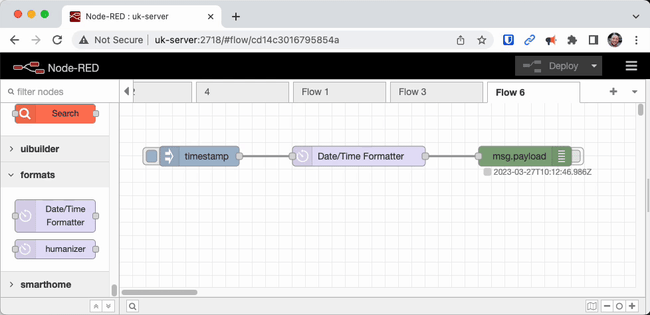 Node-RED : uk-server
Not Secure | uk-server:2718/#flow/cd14c3016795854a
Node-RED
Deploy
filter nodes
2
4
Flow 1
Flow 3
Flow 6
Search
uibuilder
formats
Date/Time
Formatter
humanizer
smarthome
timestamp
Date/Time Formatter
msg.payload
2023-03-27T10:12:46.986Z